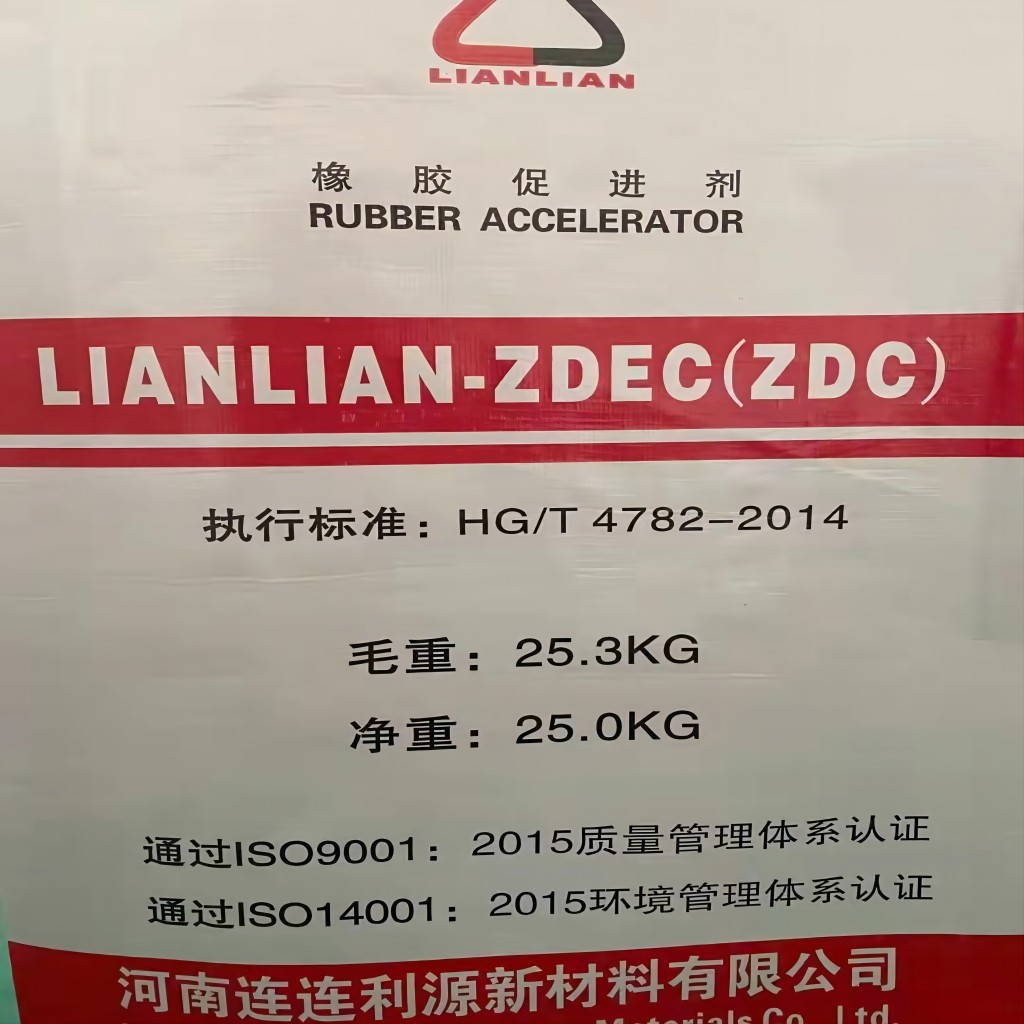 LIANLIAN
橡胶促进剂
RUBBER ACCELERATOR
LIANLIAN-ZDEC(ZDC)
执行标准：HG/T 4782-2014
毛重：25.3KG
净重：25.0KG
通过ISO9001：2015质量管理体系认证
通过ISO14001：2015环境管理体系认证
河南连连利源新材料有限公司
Materials Co., Ltd.